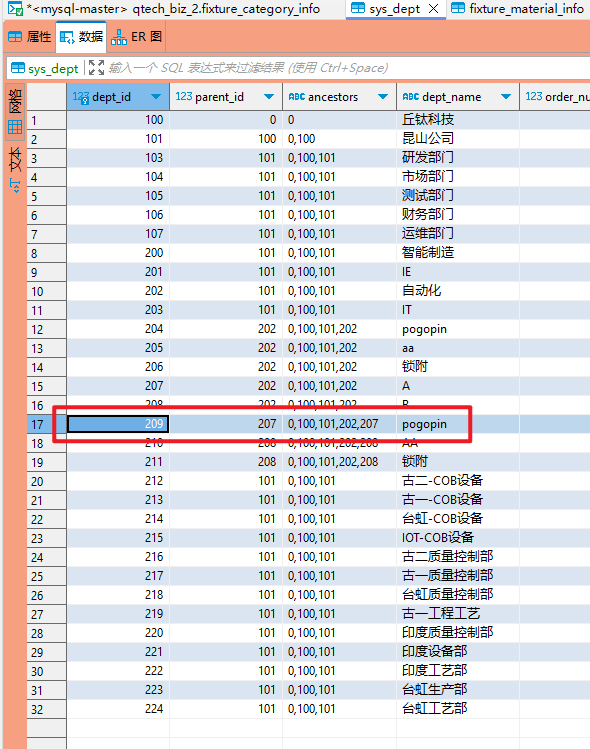 *<mysql-master> qtech_biz_2.fixture_category_info sys_dept fixture_material_info
属性 数据 ER 图
sys_dept 输入一个 SQL 表达式来过滤结果 (使用 Ctrl+Space)
网格
文本
123 dept_id 123 parent_id ABC ancestors ABC dept_name order_nu
1 100 0 0 丘钛科技
2 101 100 0,100 昆山公司
3 103 101 0,100,101 研发部门
4 104 101 0,100,101 市场部门
5 105 101 0,100,101 测试部门
6 106 101 0,100,101 财务部门
7 107 101 0,100,101 运维部门
8 200 101 0,100,101 智能制造
9 201 101 0,100,101 IE
10 202 101 0,100,101 自动化
11 203 101 0,100,101 IT
12 204 202 0,100,101,202 pogopin
13 205 202 0,100,101,202 aa
14 206 202 0,100,101,202 锁附
15 207 202 0,100,101,202 A
16 208 202 0,100,101,202
17 209 207 0,100,101,202,207 pogopin
18 210 208 0,100,101,202,208 AA
19 211 208 0,100,101,202,208 锁附
20 212 101 0,100,101 古二-COB设备
21 213 101 0,100,101 古一-COB设备
22 214 101 0,100,101 台虹-COB设备
23 215 101 0,100,101 IOT-COB设备
24 216 101 0,100,101 古二质量控制部
25 217 101 0,100,101 古一质量控制部
26 218 101 0,100,101 台虹质量控制部
27 219 101 0,100,101 古一工程工艺
28 220 101 0,100,101 印度质量控制部
29 221 101 0,100,101 印度设备部
30 222 101 0,100,101 印度工艺部
31 223 101 0,100,101 台虹生产部
32 224 101 0,100,101 台虹工艺部